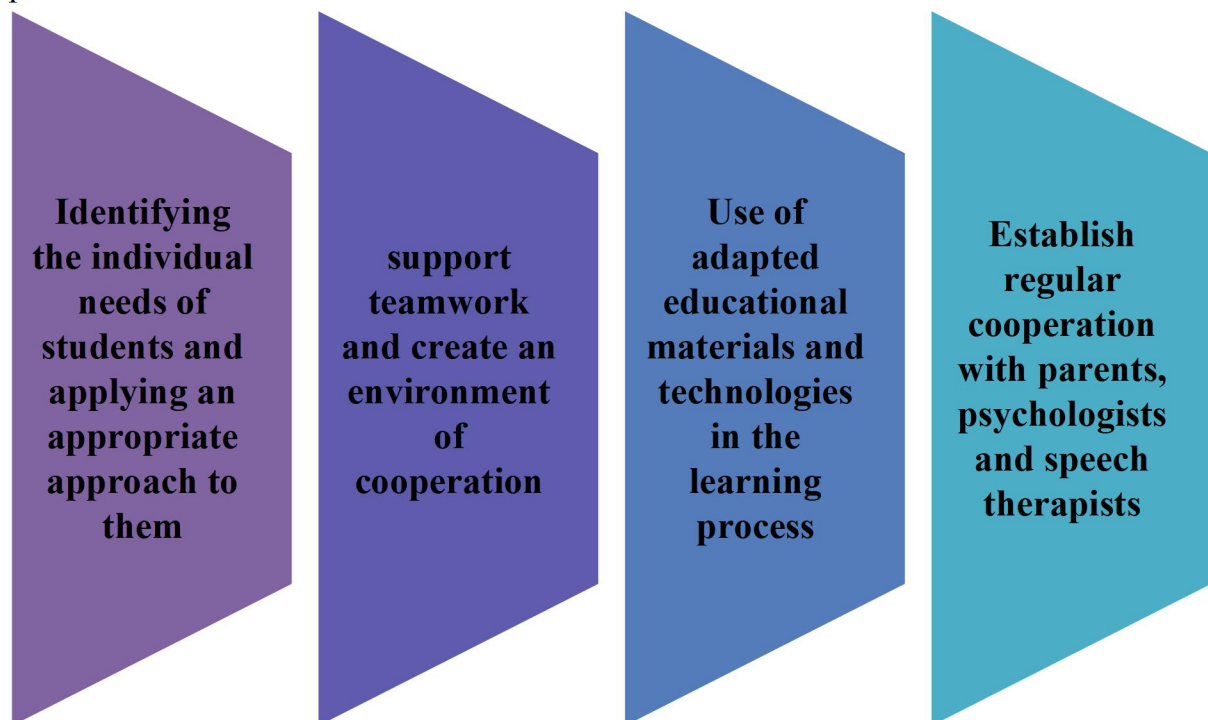 Identifying
the individual
needs of
students and
applying an
appropriate
approach to
them
support
teamwork
and create an
environment
of
cooperation
Use of
adapted
educational
materials and
technologies
in the
learning
process
Establish
regular
cooperation
with parents,
psychologists
and speech
therapists